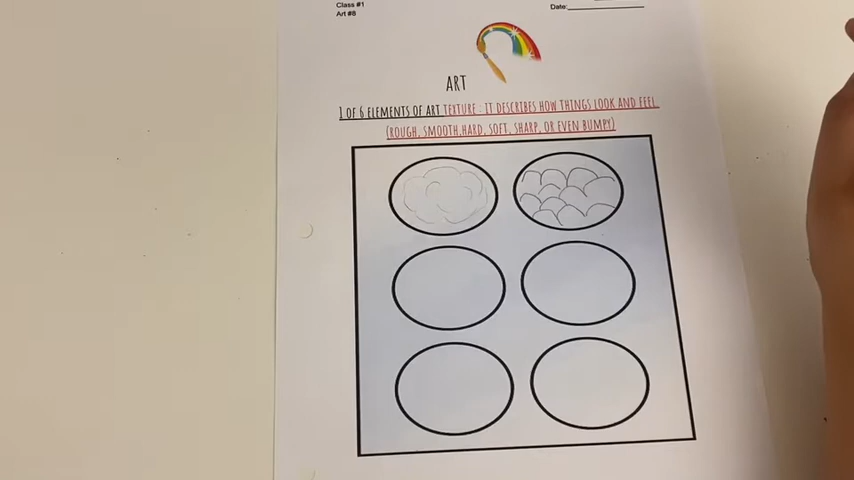 Class #1
Date:
Art #8
ART
1 OF 6 ELEMENTS OF ART TEXTURE : IT DESCRIBES HOW THINGS LOOK AND FEEL
(ROUGH, SMOOTH,HARD, SOFT, SHARP, OR EVEN BUMPY)